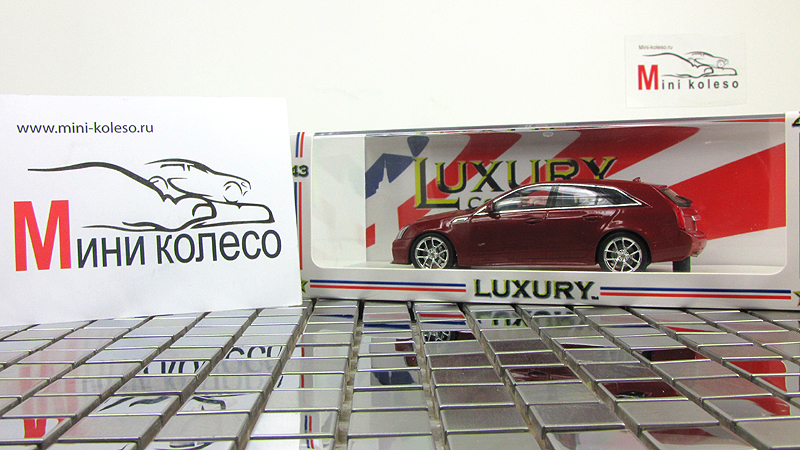 www.mini-koleso.ru
Мини колесо
Mini-koleso.ru
Mini koleso
43
LUXURY
LUXURY